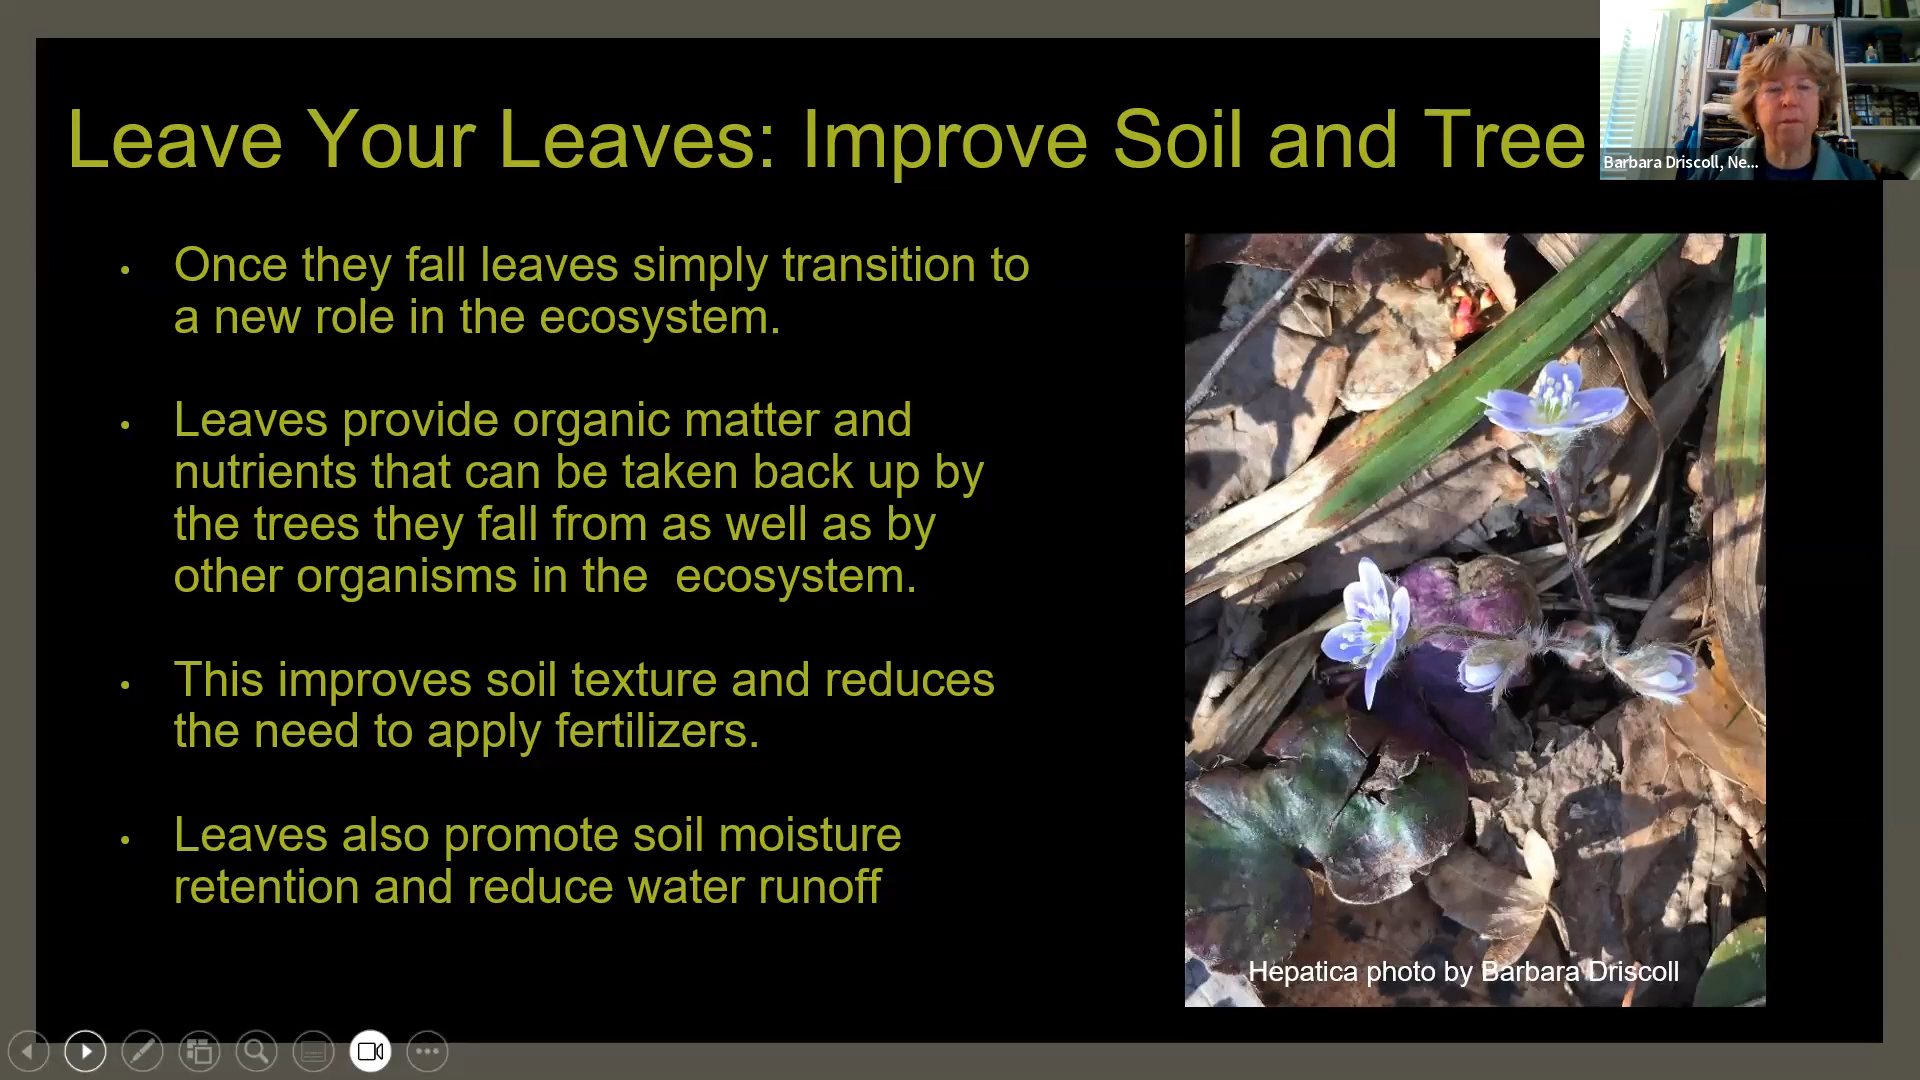 Leave Your Leaves: Improve Soil and Tree
Barbara Driscoll, Ne...
• Once they fall leaves simply transition to
a new role in the ecosystem.
• Leaves provide organic matter and
nutrients that can be taken back up by
the trees they fall from as well as by
other organisms in the  ecosystem.
• This improves soil texture and reduces
the need to apply fertilizers.
• Leaves also promote soil moisture
retention and reduce water runoff
Hepatica photo by Barbara Driscoll